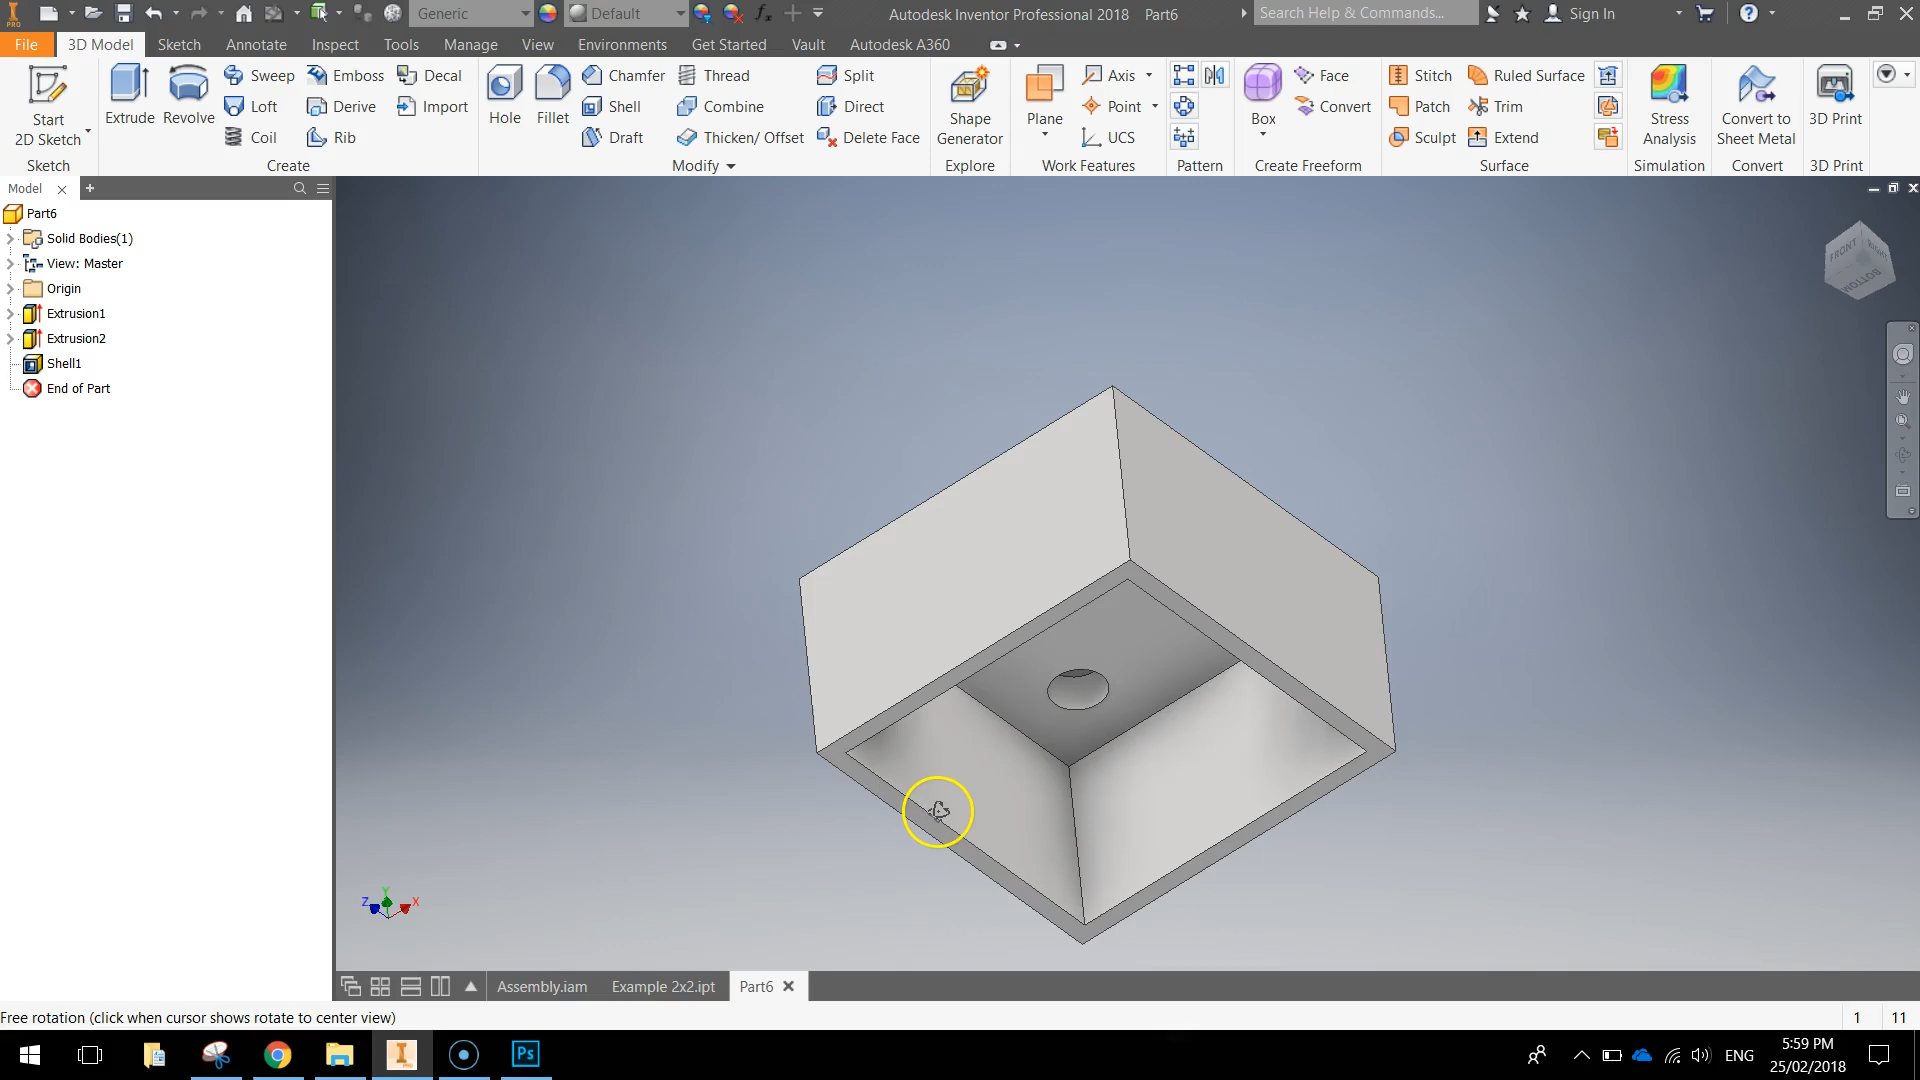 Generic
Default
Autodesk Inventor Professional 2018 Part6
Search Help & Commands...
Sign In
PRO
File 3D Model Sketch Annotate Inspect Tools Manage View Environments Get Started Vault Autodesk A360
Start
2D Sketch
Extrude
Revolve
Sweep
Loft
Coil
Emboss
Derive
Rib
Decal
Import
Hole
Fillet
Chamfer
Shell
Draft
Thread
Combine
Thicken/ Offset
Split
Direct
Delete Face
Shape
Generator
Plane
Axis
Point
UCS
Box
Face
Convert
Stitch
Patch
Sculpt
Ruled Surface
Trim
Extend
Stress
Analysis
Convert to
Sheet Metal
3D Print
Sketch Create Modify Explore Work Features Pattern Create Freeform Surface Simulation Convert 3D Print
Model
Part6
Solid Bodies(1)
View: Master
Origin
Extrusion1
Extrusion2
Shell1
End of Part
FRONT
RIGHT
BOTTOM
Y
Z X
Assembly.iam Example 2x2.ipt Part6
Free rotation (click when cursor shows rotate to center view)
1 11
Ps
ENG
5:59 PM
25/02/2018